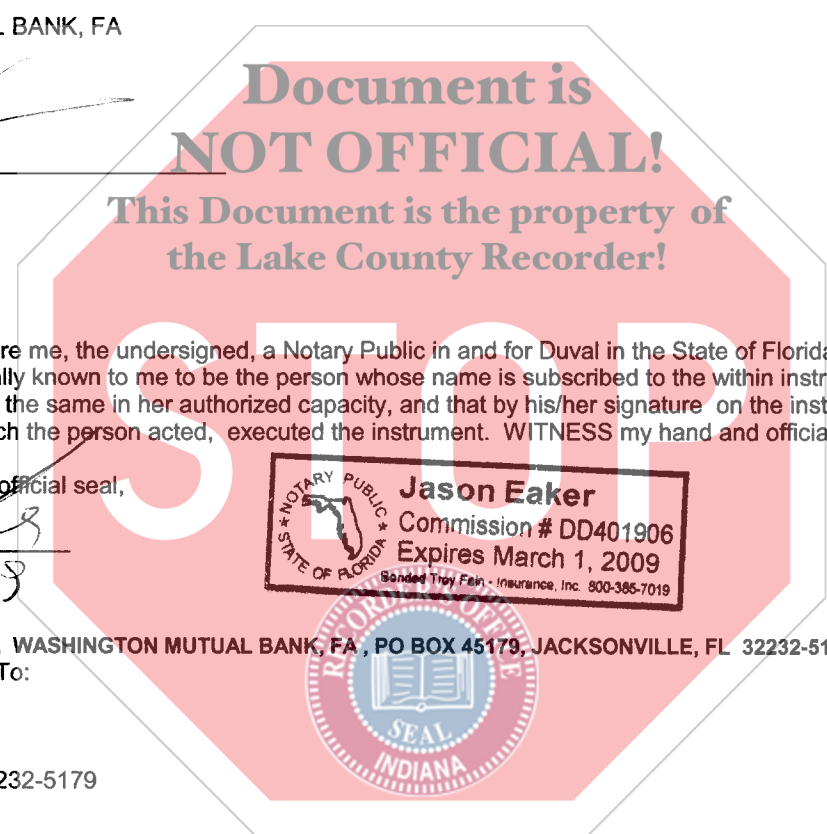 L BANK, FA
Document is
NOT OFFICIAL!
This Document is the property of
the Lake County Recorder!
STOP
re me, the undersigned, a Notary Public in and for Duval in the State of Florida
lly known to me to be the person whose name is subscribed to the within instr
the same in her authorized capacity, and that by his/her signature on the inst
ch the person acted, executed the instrument. WITNESS my hand and officia
official seal,
NOTARY PUBLIC
STATE OF FLORIDA
Jason Eaker
Commission # DD401906
Expires March 1, 2009
Bonded Troy Fain - Insurance, Inc. 800-385-7019
WASHINGTON MUTUAL BANK, FA , PO BOX 45179, JACKSONVILLE, FL 32232-51
To:
RECORDER'S OFFICE
SEAL
INDIANA
232-5179